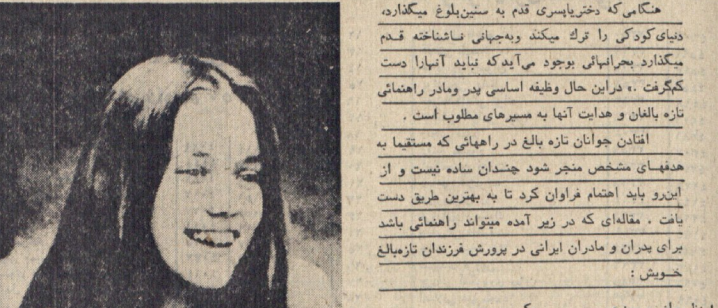 هنگامی‌که دختر یا پسری قدم به سنین بلوغ میگذارد،
دنیای کودکی را ترك میکند و به‌جهانی ناشناخته قدم
میگذارد بحرانهائی بوجود می‌آید که نباید آنها را دست
کم‌گرفت .» در این حال وظیفه اساسی پدر و مادر راهنمائی
تازه بالغان و هدایت آنها به مسیرهای مطلوب است .
افتادن جوانان تازه بالغ در راههائی که مستقیما به
هدفهای مشخص منجر شود چندان ساده نیست و از
این‌رو باید اهتمام فراوان کرد تا به بهترین طریق دست
یافت . مقاله‌ای که در زیر آمده میتواند راهنمائی باشد
برای پدران و مادران ایرانی در پرورش فرزندان تازه‌بالغ
خویش :